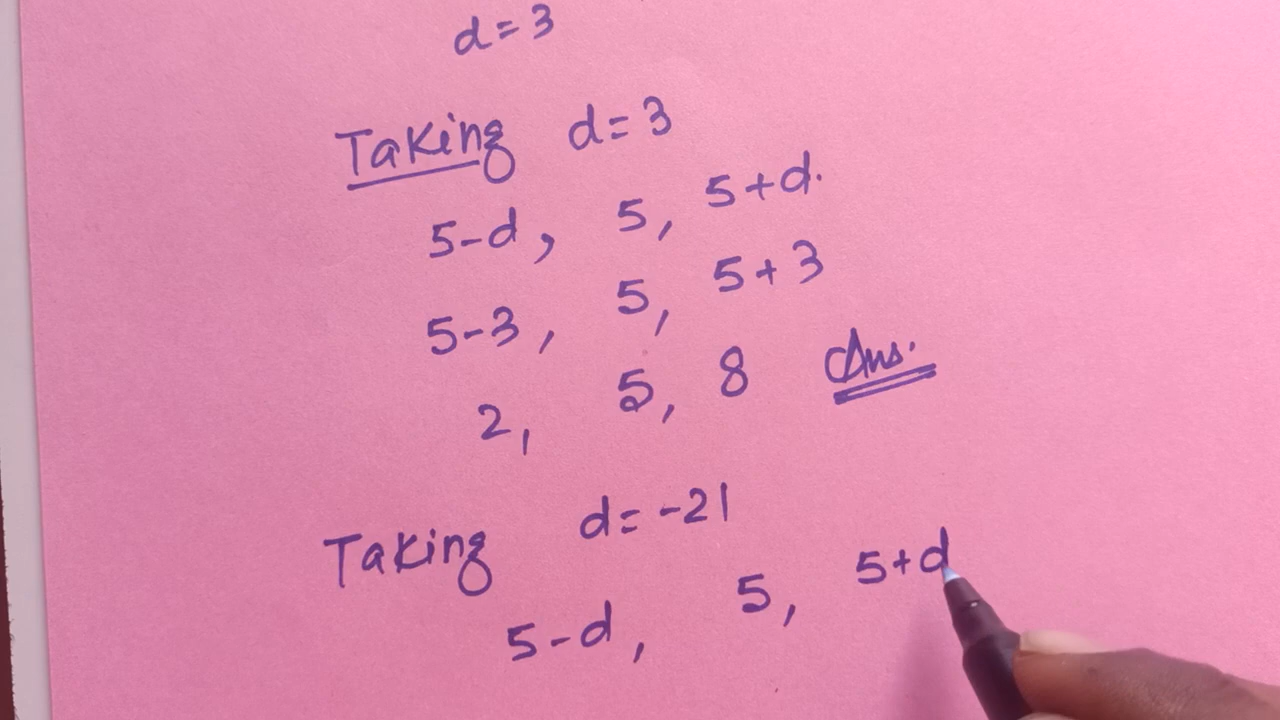 d=3
Taking d=3
5-d, 5, 5+d.
5-3, 5, 5+3
2, 5, 8 Ans.
Taking d=-21
5-d, 5, 5+d